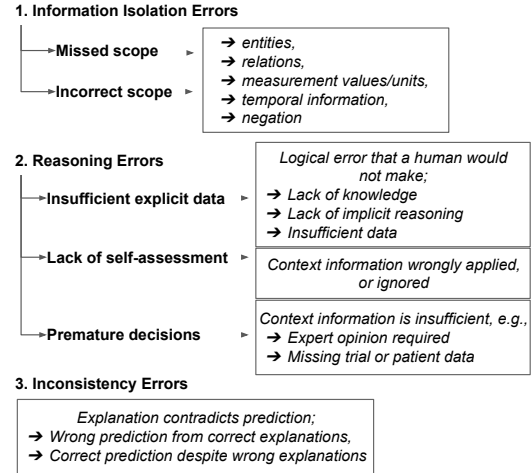 1. Information Isolation Errors
Missed scope
Incorrect scope
➔ entities,
➔ relations,
➔ measurement values/units,
➔ temporal information,
➔ negation
2. Reasoning Errors
Insufficient explicit data
Logical error that a human would
not make;
➔ Lack of knowledge
➔ Lack of implicit reasoning
➔ Insufficient data
Lack of self-assessment
Context information wrongly applied,
or ignored
Premature decisions
Context information is insufficient, e.g.,
➔ Expert opinion required
➔ Missing trial or patient data
3. Inconsistency Errors
Explanation contradicts prediction;
➔ Wrong prediction from correct explanations,
➔ Correct prediction despite wrong explanations